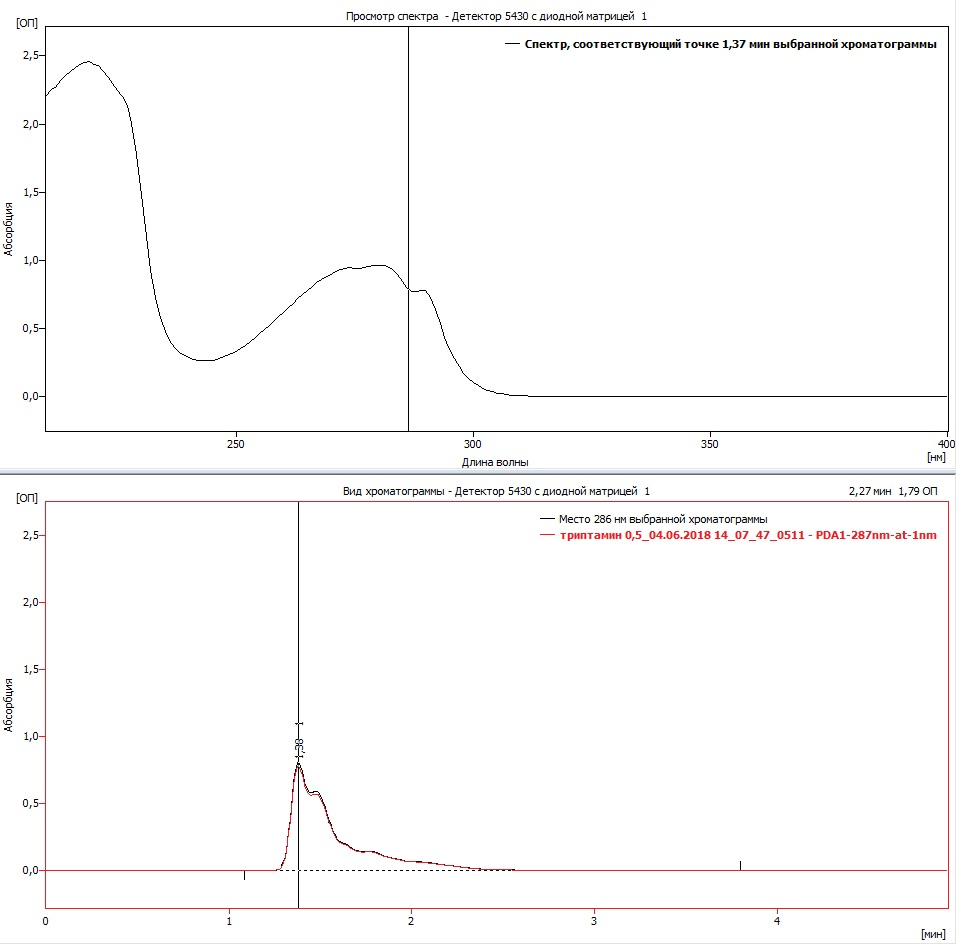 Просмотр спектра - Детектор 5430 с диодной матрицей 1
[ОП]
Спектр, соответствующий точке 1,37 мин выбранной хроматограммы
2,5
2,0
1,5
Абсорбция
1,0
0,5
0,0
250 300 350 400
Длина волны [нм]
Вид хроматограммы - Детектор 5430 с диодной матрицей 1 2,27 мин 1,79 ОП
[ОП]
Место 286 нм выбранной хроматограммы
триптамин 0,5_04.06.2018 14_07_47_0511 - PDA1-287nm-at-1nm
2,5
2,0
1,5
Абсорбция
1,0
1,38 1
0,5
0,0
0 1 2 3 4
[мин]